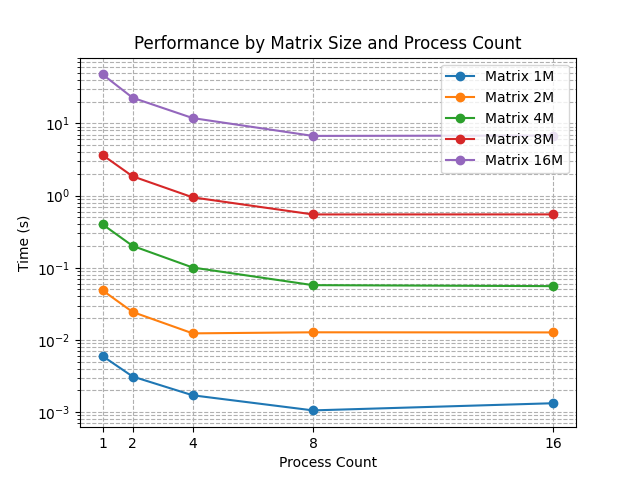 Performance by Matrix Size and Process Count
Time (s)
10¹
10⁰
10⁻¹
10⁻²
10⁻³
Matrix 1M
Matrix 2M
Matrix 4M
Matrix 8M
Matrix 16M
1 2 4 8 16
Process Count